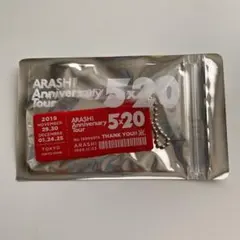 ARASHI
Anniversary
Tour
5×20
2019
NOVEMBER
29.30
DECEMBER
01.24.25
TOKYO
ARASHI
Anniversary
Tour
5×20
THANK YOU!!
ARASHI